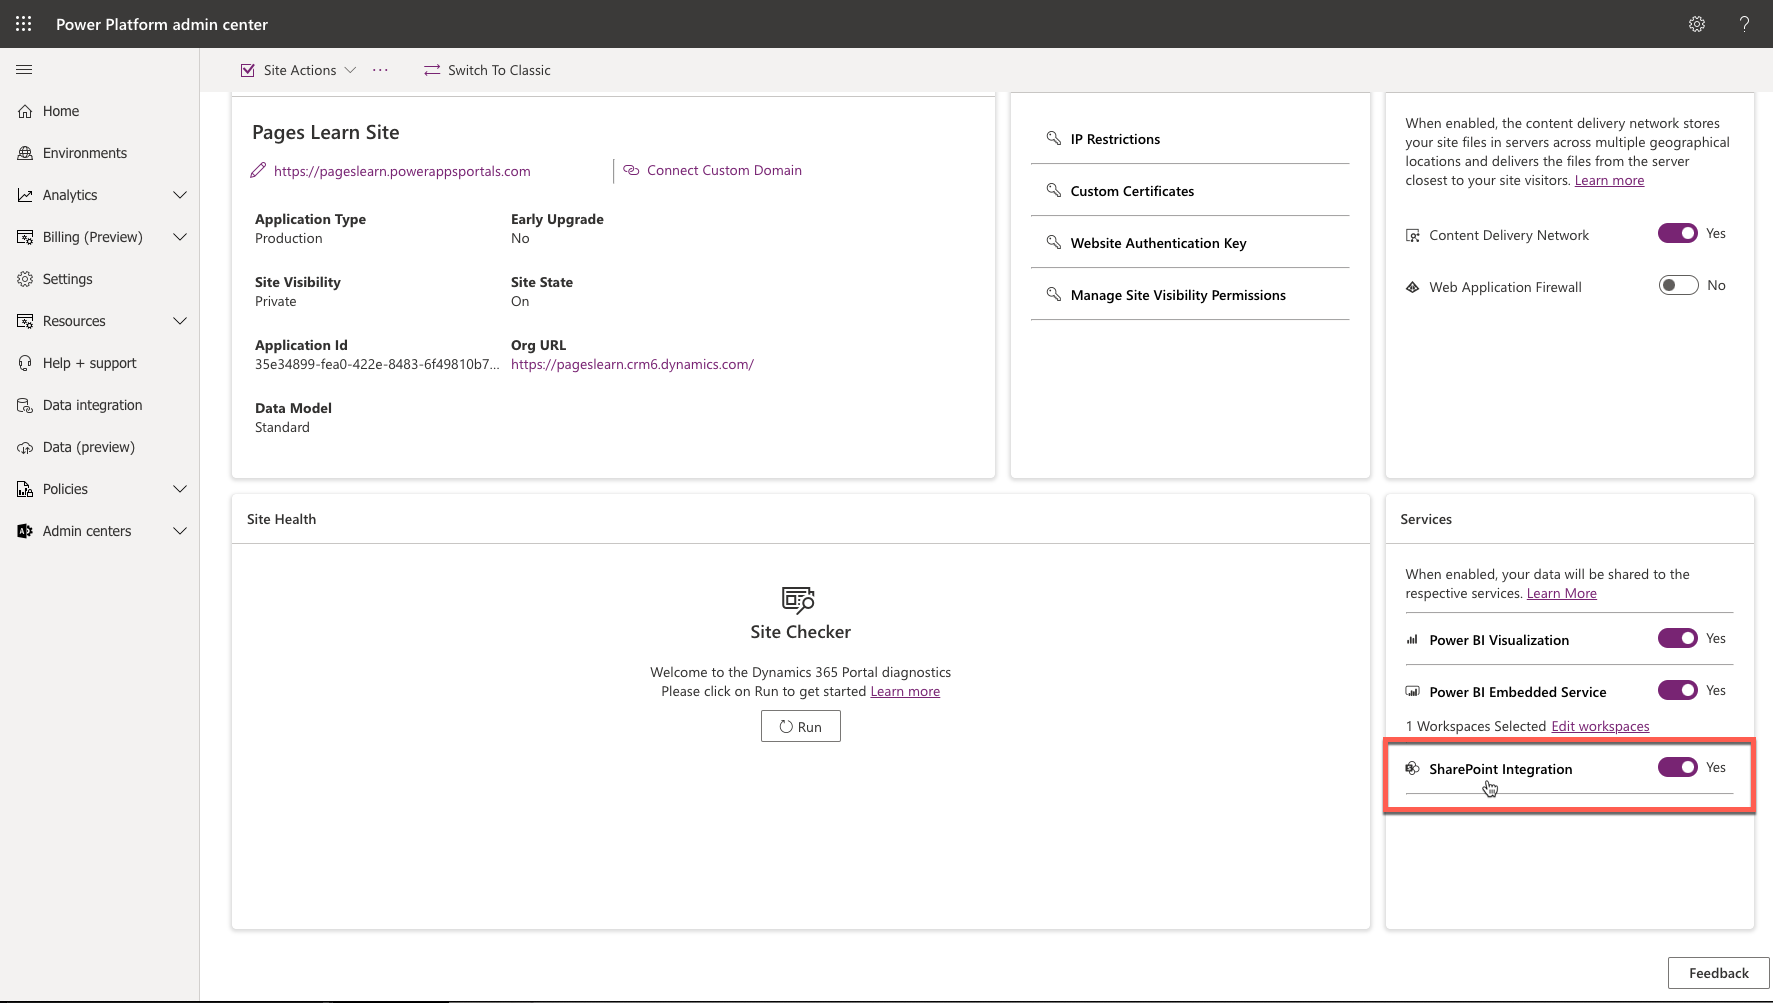 Power Platform admin center
?
Site Actions
Switch To Classic
Home
Environments
Analytics
Billing (Preview)
Settings
Resources
Help + support
Data integration
Data (preview)
Policies
Admin centers
Pages Learn Site
https://pageslearn.powerappsportals.com
Connect Custom Domain
Application Type
Production
Early Upgrade
No
Site Visibility
Private
Site State
On
Application Id
35e34899-fea0-422e-8483-6f49810b7...
Org URL
https://pageslearn.crm6.dynamics.com/
Data Model
Standard
IP Restrictions
Custom Certificates
Website Authentication Key
Manage Site Visibility Permissions
When enabled, the content delivery network stores
your site files in servers across multiple geographical
locations and delivers the files from the server
closest to your site visitors. Learn more
Content Delivery Network Yes
Web Application Firewall No
Site Health
Site Checker
Welcome to the Dynamics 365 Portal diagnostics
Please click on Run to get started Learn more
Run
Services
When enabled, your data will be shared to the
respective services. Learn More
Power BI Visualization Yes
Power BI Embedded Service Yes
1 Workspaces Selected Edit workspaces
SharePoint Integration Yes
Feedback